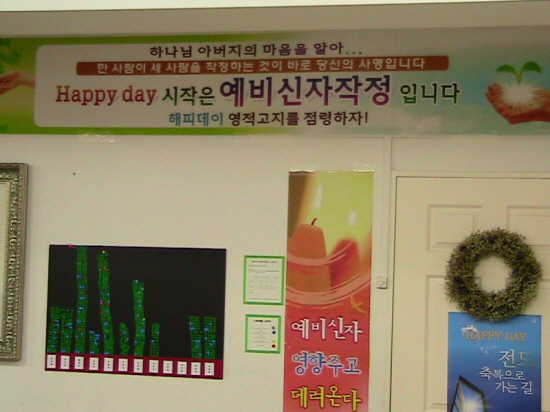 하나님 아버지의 마음을 알아...
한 사람이 세 사람을 작정하는 것이 바로 당신의 사명입니다
Happy day 시작은 예비신자작정 입니다
해피데이 영적고지를 점령하자!
예비신자
영향주고
데려온다
HAPPY DAY
전도
축복으로
가는 길